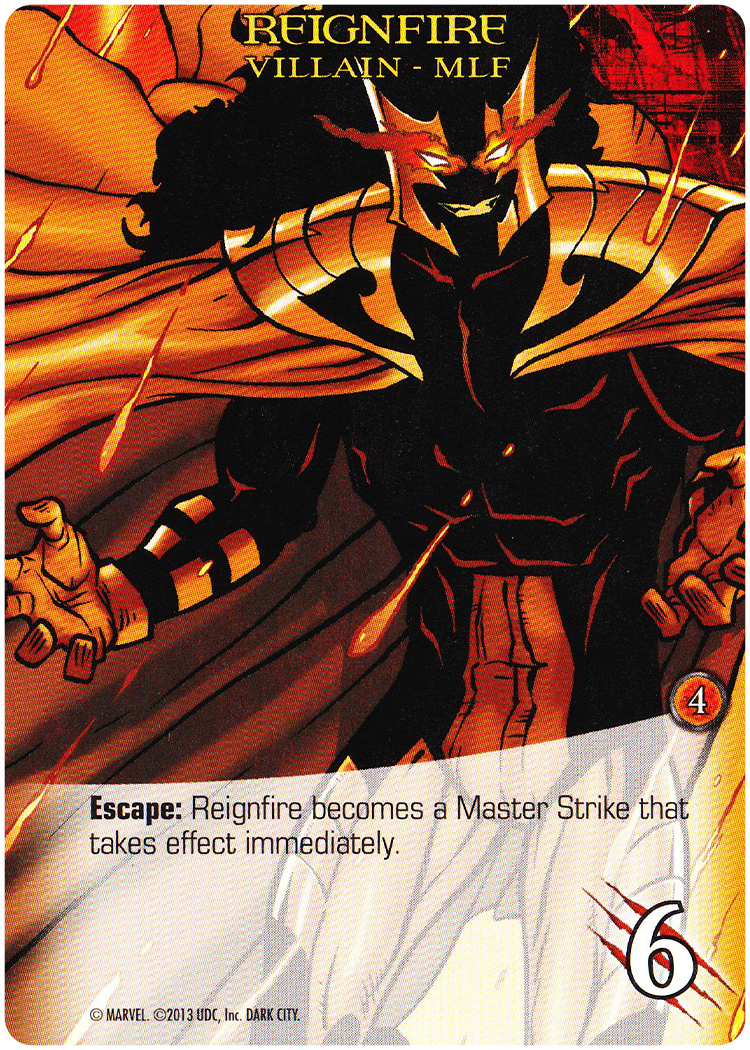 REIGNFIRE
VILLAIN - MLF
4
Escape: Reignfire becomes a Master Strike that
takes effect immediately.
6
© MARVEL. ©2013 UDC, Inc. DARK CITY.